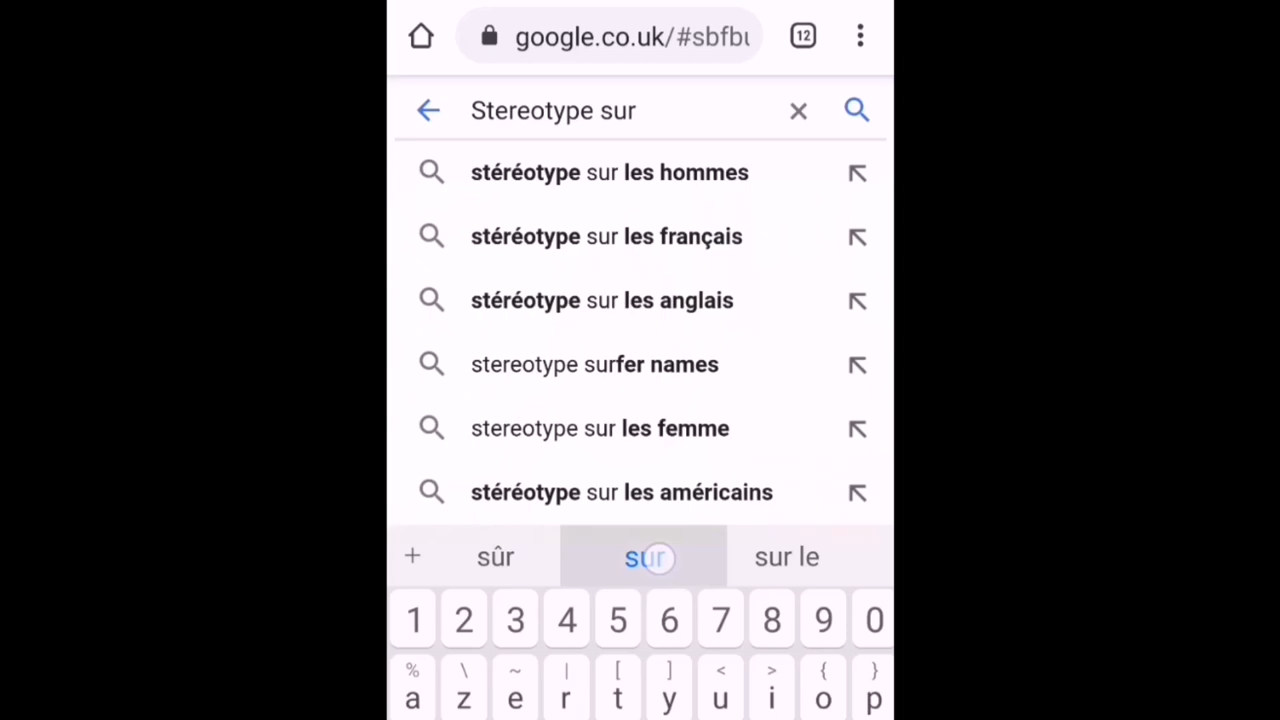 google.co.uk/#sbfbu
12
Stereotype sur
stéréotype sur les hommes
stéréotype sur les français
stéréotype sur les anglais
stereotype surfer names
stereotype sur les femme
stéréotype sur les américains
+ sûr sur sur le
1 2 3 4 5 6 7 8 9 0
% \ ~ | [ ] < > { }
a z e r t y u i o p